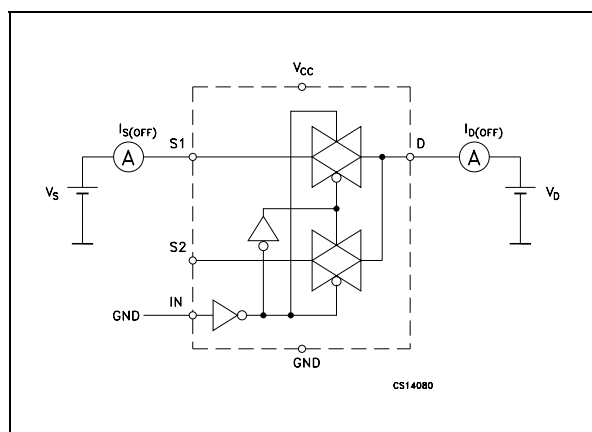 VCC
IS(OFF)
ID(OFF)
A
S1
D
A
VS
VD
S2
IN
GND
GND
CS14080